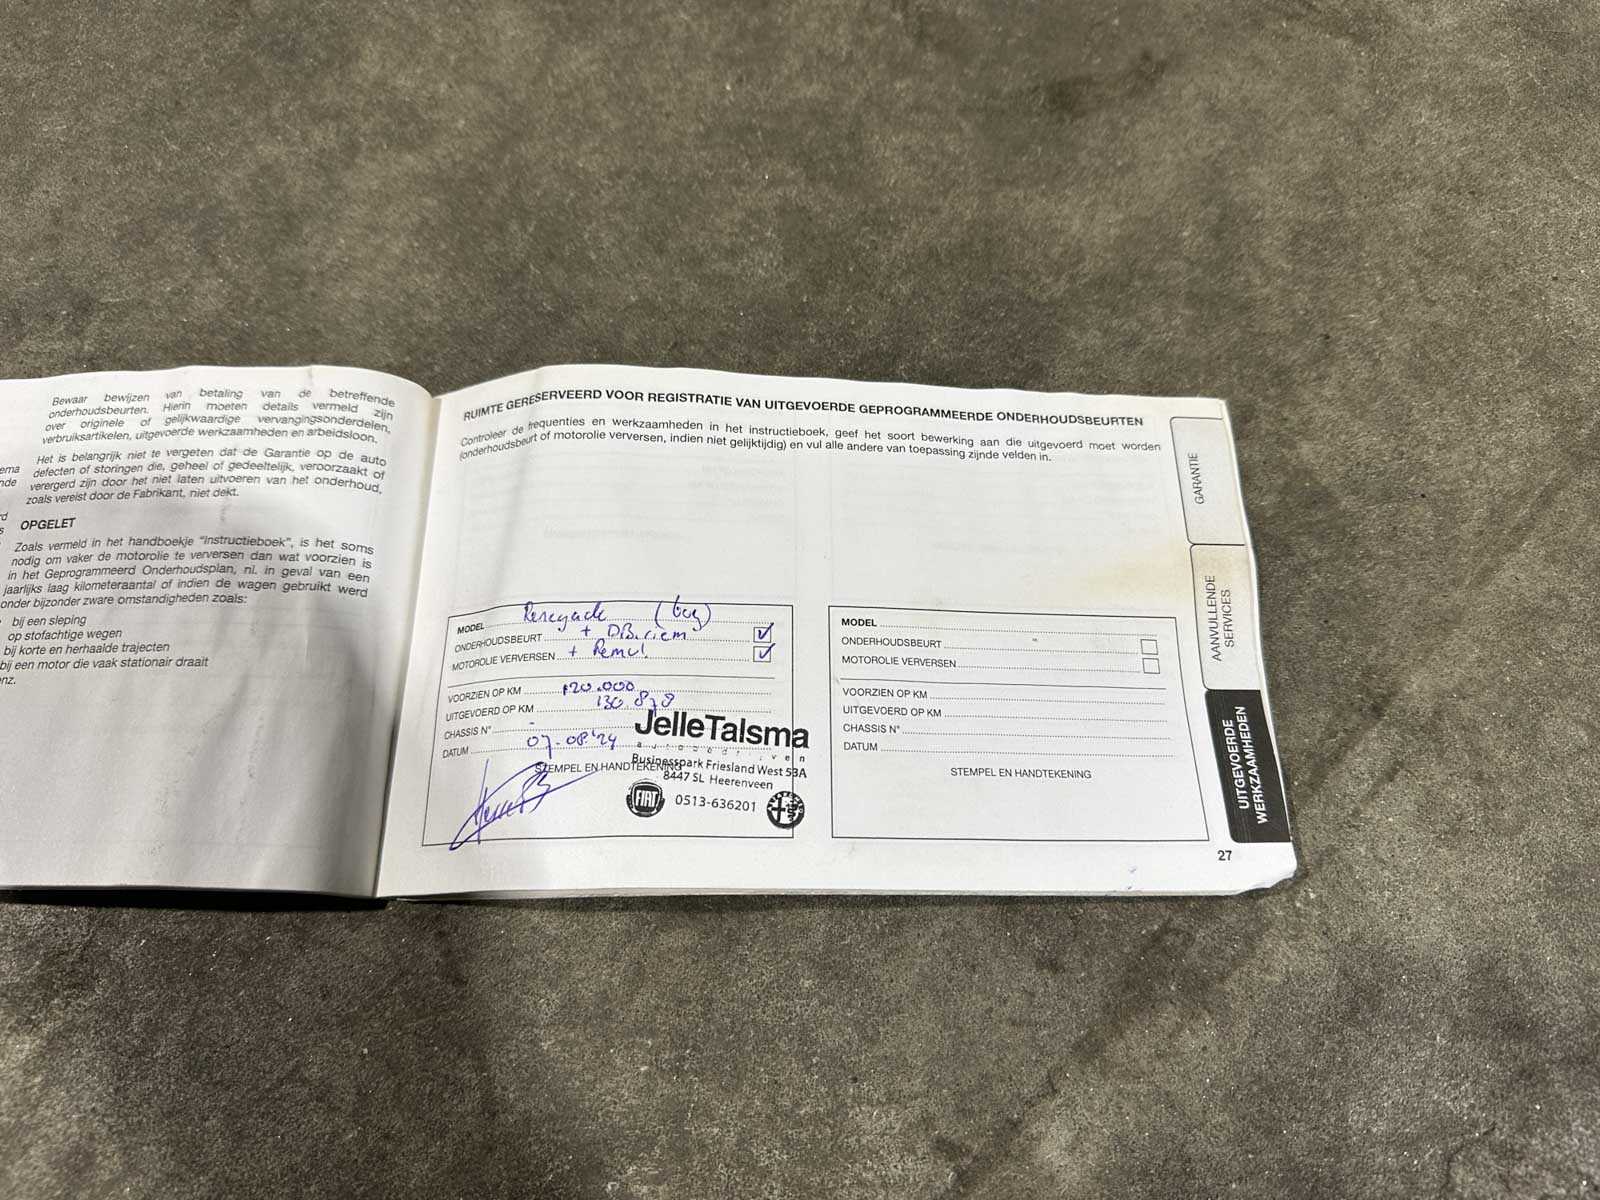 Bewaar bewijzen van betaling van de betreffende
onderhoudsbeurten. Hierin moeten details vermeld zijn
over originele of gelijkwaardige vervangingsonderdelen,
verbruiksartikelen, uitgevoerde werkzaamheden en arbeidsloon.
Het is belangrijk niet te vergeten dat de Garantie op de auto
defecten of storingen die, geheel of gedeeltelijk, veroorzaakt of
verergerd zijn door het niet laten uitvoeren van het onderhoud,
zoals vereist door de Fabrikant, niet dekt.
OPGELET
Zoals vermeld in het handboekje "Instructieboek", is het soms
nodig om vaker de motorolie te verversen dan wat voorzien is
in het Geprogrammeerd Onderhoudsplan, nl. in geval van een
jaarlijks laag kilometeraantal of indien de wagen gebruikt werd
onder bijzonder zware omstandigheden zoals:
bij een sleping
op stofachtige wegen
bij korte en herhaalde trajecten
bij een motor die vaak stationair draait
enz.
RUIMTE GERESERVEERD VOOR REGISTRATIE VAN UITGEVOERDE GEPROGRAMMEERDE ONDERHOUDSBEURTEN
Controleer de frequenties en werkzaamheden in het instructieboek, geef het soort bewerking aan die uitgevoerd moet worden
(onderhoudsbeurt of motorolie verversen, indien niet gelijktijdig) en vul alle andere van toepassing zijnde velden in.
MODEL Renegade
ONDERHOUDSBEURT + D.B.riem
MOTOROLIE VERVERSEN + Remvl.
VOORZIEN OP KM 120.000
UITGEVOERD OP KM 130.878
CHASSIS N° -
DATUM 07-08'24
STEMPEL EN HANDTEKENING
JelleTalsma
autobedrijven
Businesspark Friesland West 53A
8447 SL Heerenveen
FIAT 0513-636201
MODEL
ONDERHOUDSBEURT
MOTOROLIE VERVERSEN
VOORZIEN OP KM
UITGEVOERD OP KM
CHASSIS N°
DATUM
STEMPEL EN HANDTEKENING
GARANTIE
AANVULLENDE
SERVICES
UITGEVOERDE
WERKZAAMHEDEN
27